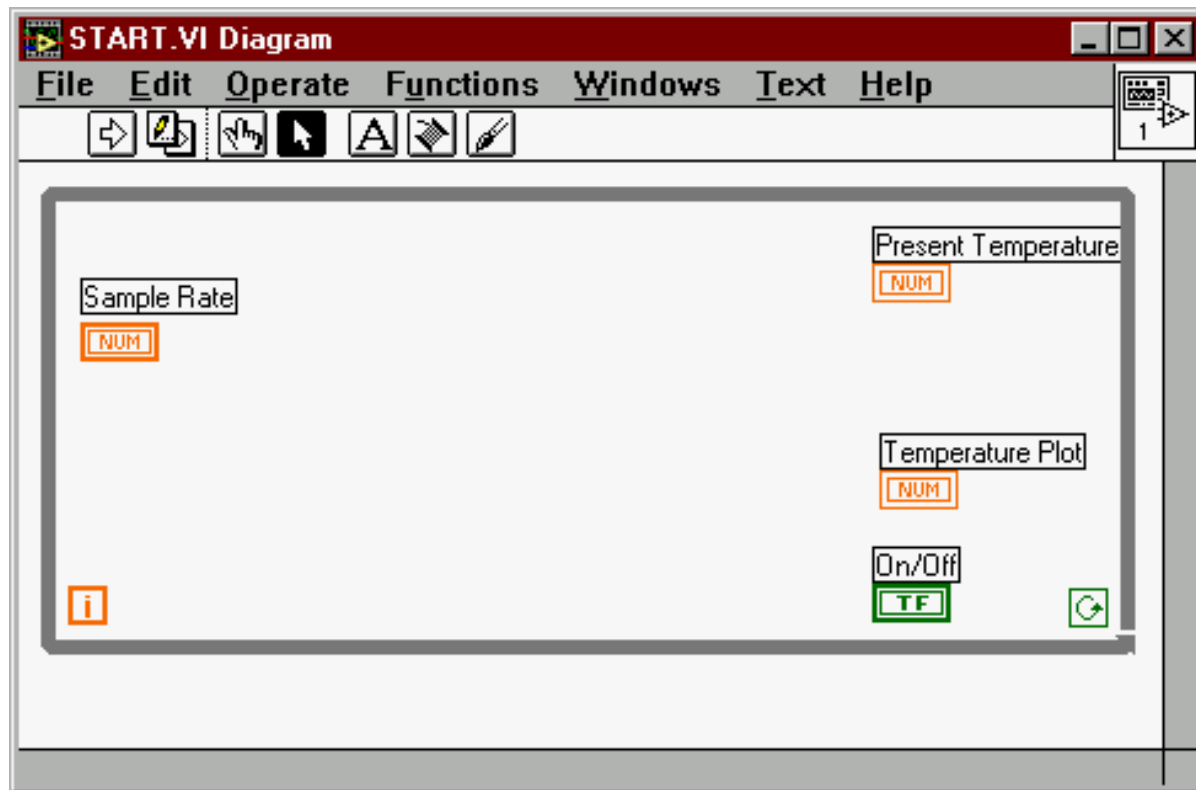 START.VI Diagram
File Edit Operate Functions Windows Text Help
1
A
Present Temperature
NUM
Sample Rate
NUM
Temperature Plot
NUM
On/Off
TF
i